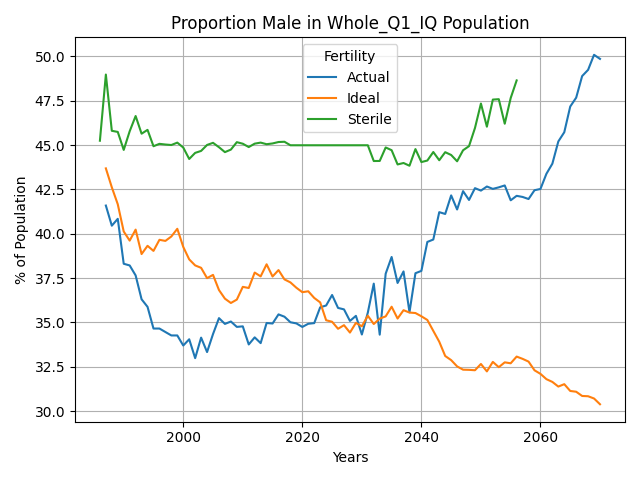 Proportion Male in Whole_Q1_IQ Population
Fertility
Actual
Ideal
Sterile
% of Population
50.0
47.5
45.0
42.5
40.0
37.5
35.0
32.5
30.0
2000
2020
2040
2060
Years